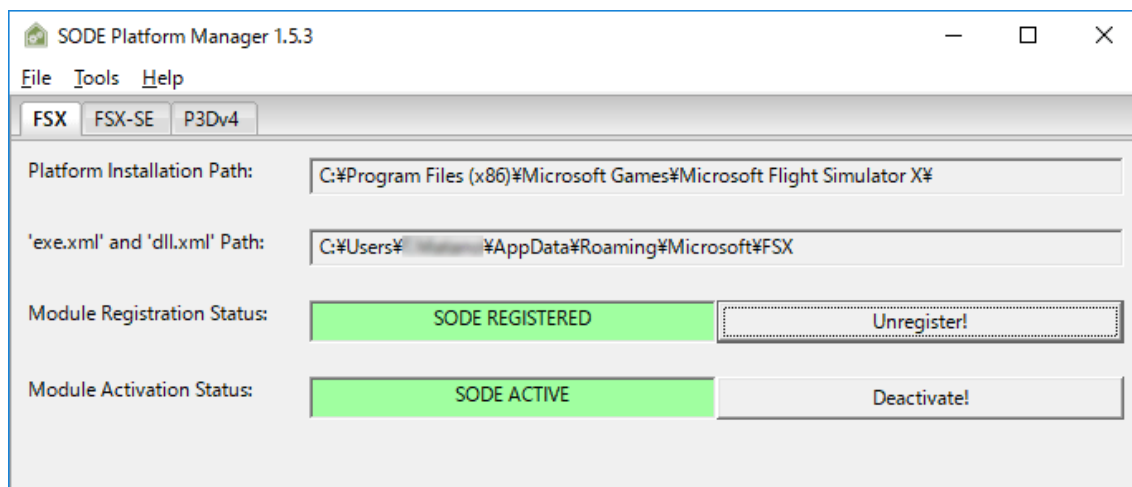 SODE Platform Manager 1.5.3
File Tools Help
FSX FSX-SE P3Dv4
Platform Installation Path: C:¥Program Files (x86)¥Microsoft Games¥Microsoft Flight Simulator X¥
'exe.xml' and 'dll.xml' Path: C:¥Users¥ ¥AppData¥Roaming¥Microsoft¥FSX
Module Registration Status: SODE REGISTERED Unregister!
Module Activation Status: SODE ACTIVE Deactivate!